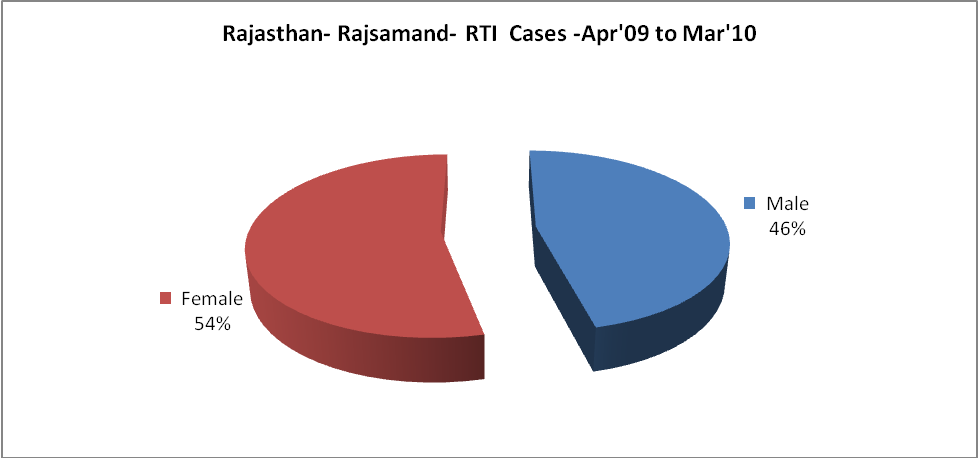 Rajasthan- Rajsamand- RTI Cases -Apr'09 to Mar'10
Male
46%
Female
54%